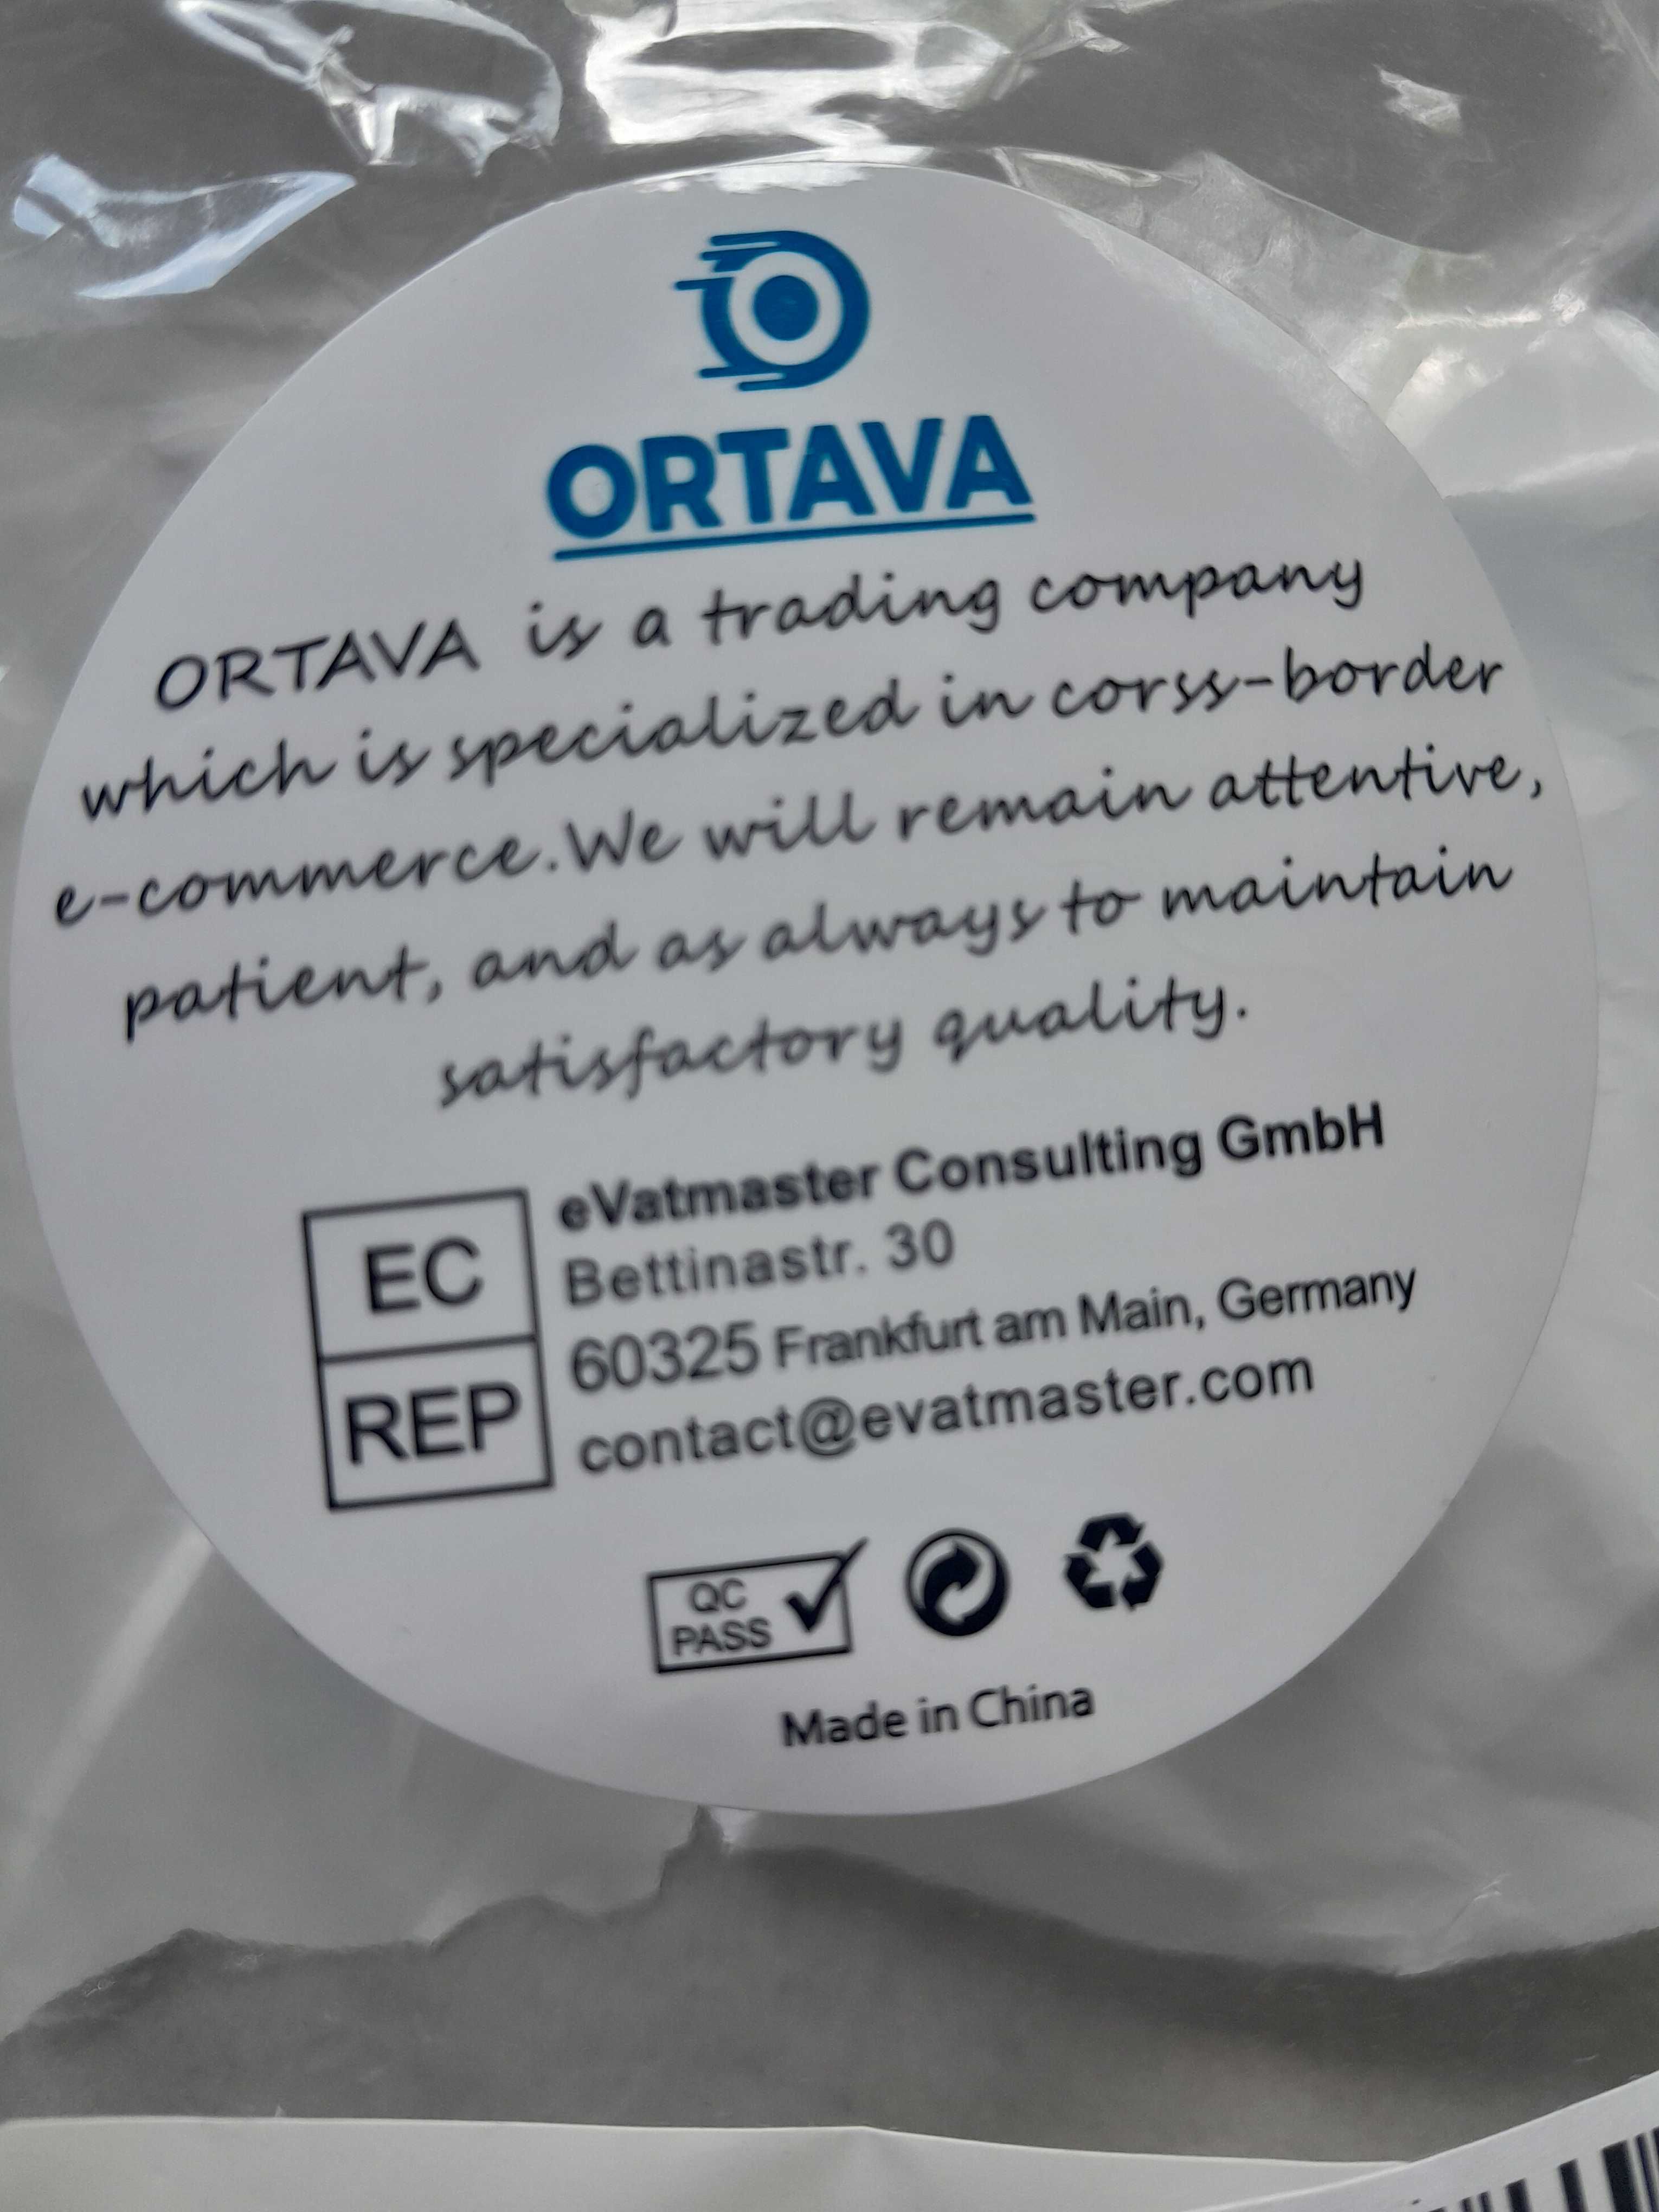 ORTAVA
ORTAVA is a trading company
which is specialized in corss-border
e-commerce.We will remain attentive,
patient, and as always to maintain
satisfactory quality.
EC
REP
eVatmaster Consulting GmbH
Bettinastr. 30
60325 Frankfurt am Main, Germany
contact@evatmaster.com
QC
PASS
Made in China